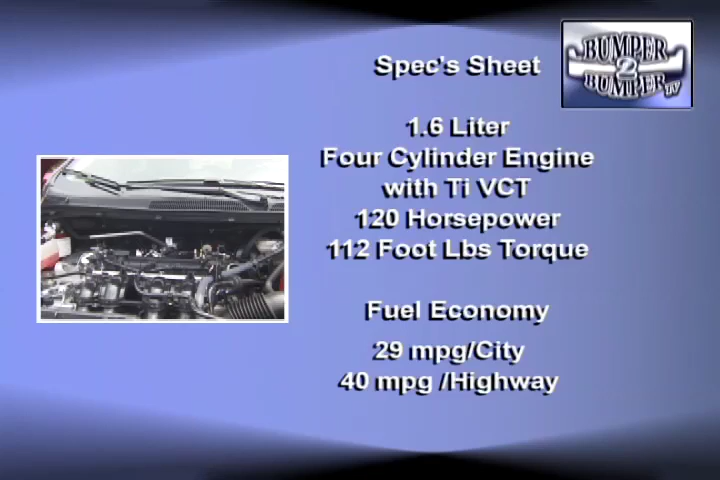 Spec's Sheet
BUMPER
2
BUMPER TV
1.6 Liter
Four Cylinder Engine
with Ti VCT
120 Horsepower
112 Foot Lbs Torque
Fuel Economy
29 mpg/City
40 mpg /Highway